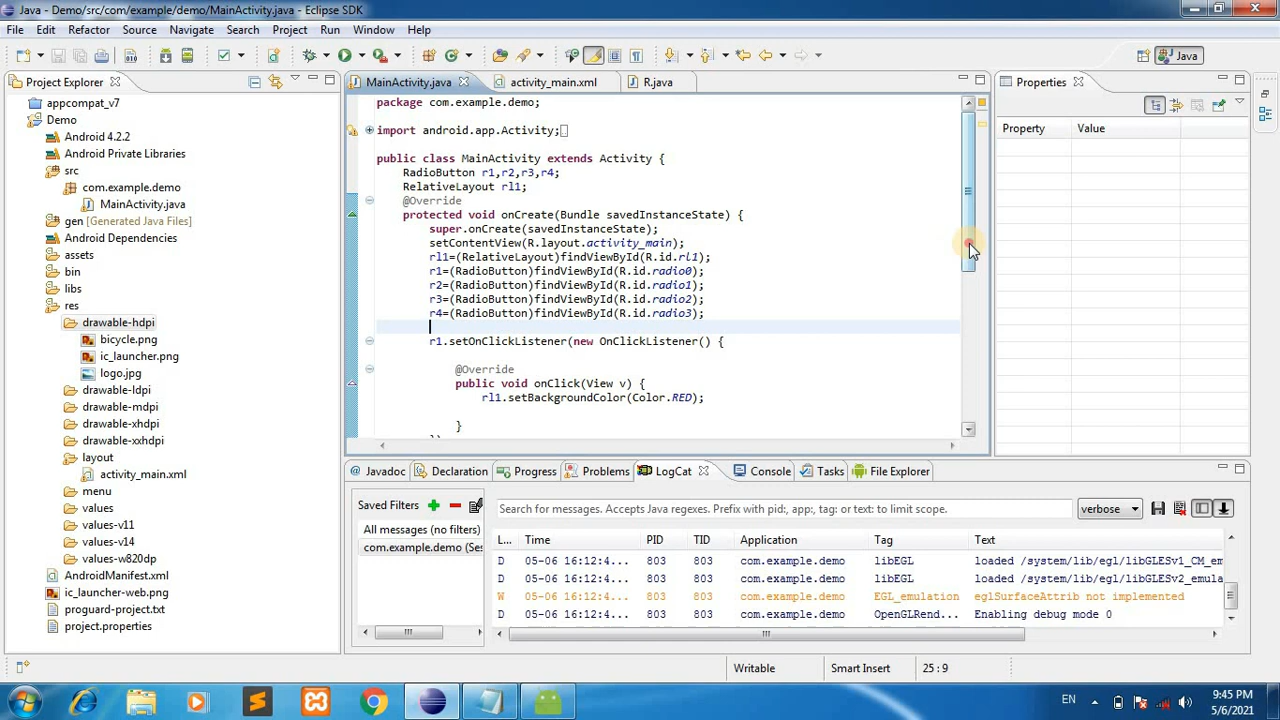 Java - Demo/src/com/example/demo/MainActivity.java - Eclipse SDK
File Edit Refactor Source Navigate Search Project Run Window Help
Java
Project Explorer
appcompat_v7
Demo
Android 4.2.2
Android Private Libraries
src
com.example.demo
MainActivity.java
gen [Generated Java Files]
Android Dependencies
assets
bin
libs
res
drawable-hdpi
bicycle.png
ic_launcher.png
logo.jpg
drawable-ldpi
drawable-mdpi
drawable-xhdpi
drawable-xxhdpi
layout
activity_main.xml
menu
values
values-v11
values-v14
values-w820dp
AndroidManifest.xml
ic_launcher-web.png
proguard-project.txt
project.properties
MainActivity.java activity_main.xml R.java
package com.example.demo;
import android.app.Activity;
public class MainActivity extends Activity {
RadioButton r1,r2,r3,r4;
RelativeLayout rl1;
@Override
protected void onCreate(Bundle savedInstanceState) {
super.onCreate(savedInstanceState);
setContentView(R.layout.activity_main);
rl1=(RelativeLayout)findViewById(R.id.rl1);
r1=(RadioButton)findViewById(R.id.radio0);
r2=(RadioButton)findViewById(R.id.radio1);
r3=(RadioButton)findViewById(R.id.radio2);
r4=(RadioButton)findViewById(R.id.radio3);
r1.setOnClickListener(new OnClickListener() {
@Override
public void onClick(View v) {
rl1.setBackgroundColor(Color.RED);
}
Properties
Property Value
Javadoc Declaration Progress Problems LogCat Console Tasks File Explorer
Saved Filters
All messages (no filters)
com.example.demo (Ses
Search for messages. Accepts Java regexes. Prefix with pid:, app:, tag: or text: to limit scope.
verbose
L... Time PID TID Application Tag Text
D 05-06 16:12:4... 803 803 com.example.demo libEGL loaded /system/lib/egl/libGLESv1_CM_em
D 05-06 16:12:4... 803 803 com.example.demo libEGL loaded /system/lib/egl/libGLESv2_emula
W 05-06 16:12:4... 803 803 com.example.demo EGL_emulation eglSurfaceAttrib not implemented
D 05-06 16:12:4... 803 803 com.example.demo OpenGLRend... Enabling debug mode 0
Writable Smart Insert 25 : 9
EN
9:45 PM
5/6/2021